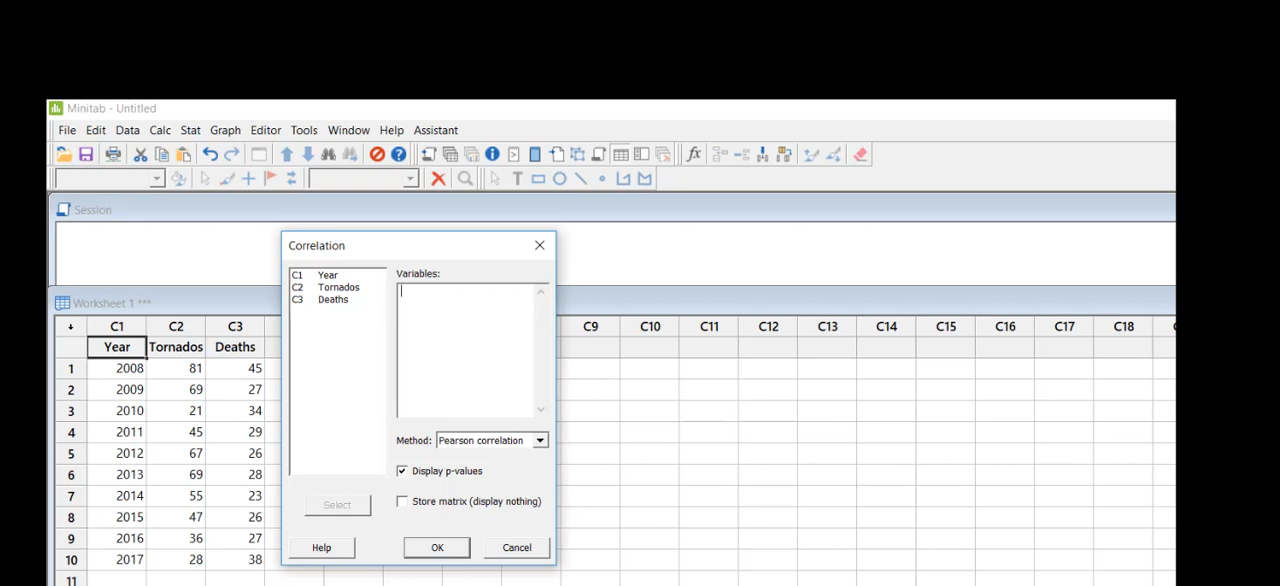 Minitab - Untitled
File Edit Data Calc Stat Graph Editor Tools Window Help Assistant
Session
Correlation
C1 Year
C2 Tornados
C3 Deaths
Variables:
Method: Pearson correlation
Display p-values
Store matrix (display nothing)
Select
Help OK Cancel
Worksheet 1 ***
C1 C2 C3 C9 C10 C11 C12 C13 C14 C15 C16 C17 C18
Year Tornados Deaths
1 2008 81 45
2 2009 69 27
3 2010 21 34
4 2011 45 29
5 2012 67 26
6 2013 69 28
7 2014 55 23
8 2015 47 26
9 2016 36 27
10 2017 28 38
11